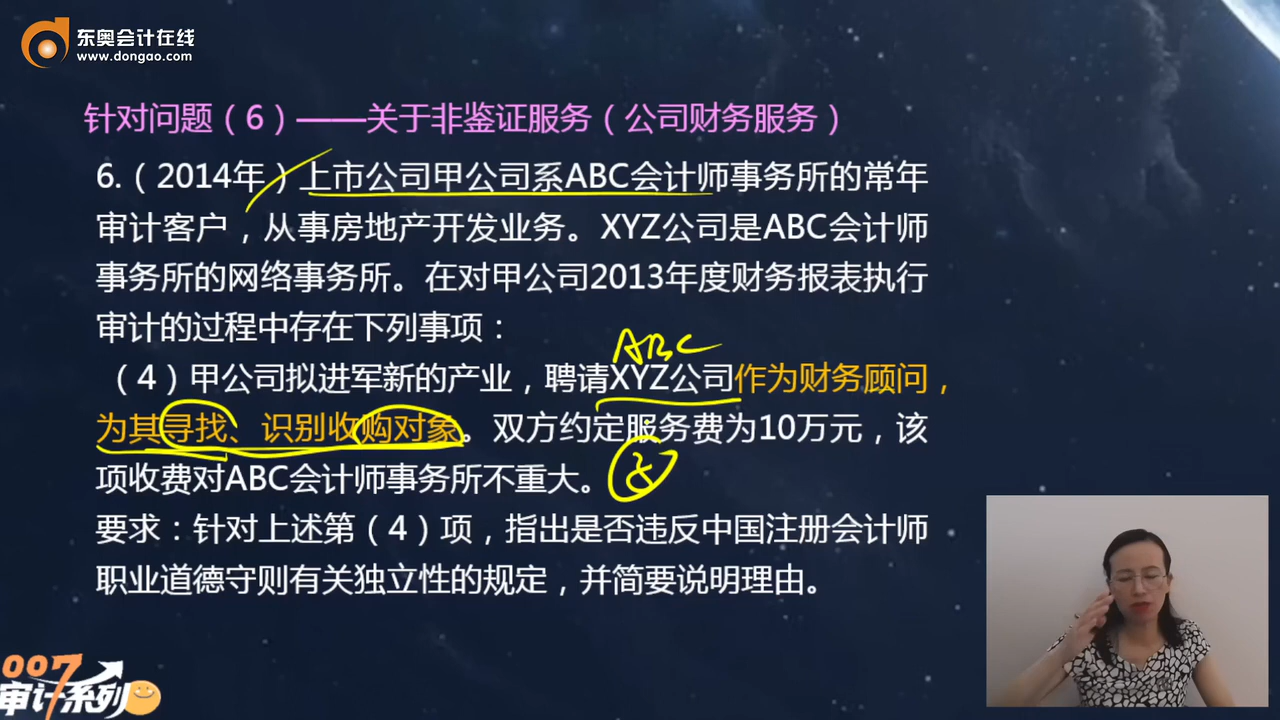 东奥会计在线
www.dongao.com
针对问题（6）——关于非鉴证服务（公司财务服务）
6.（2014年）上市公司甲公司系ABC会计师事务所的常年
审计客户，从事房地产开发业务。XYZ公司是ABC会计师
事务所的网络事务所。在对甲公司2013年度财务报表执行
审计的过程中存在下列事项：
ABC
（4）甲公司拟进军新的产业，聘请XYZ公司作为财务顾问，
为其寻找、识别收购对象。双方约定服务费为10万元，该
项收费对ABC会计师事务所不重大。
要求：针对上述第（4）项，指出是否违反中国注册会计师
职业道德守则有关独立性的规定，并简要说明理由。
007
审计系列